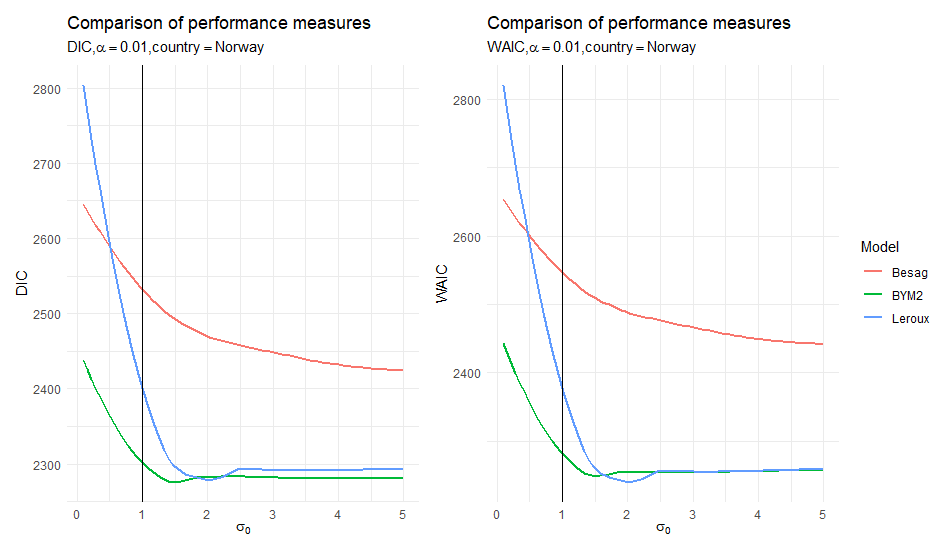 Comparison of performance measures
DIC,α = 0.01,country = Norway
DIC
2800
2700
2600
2500
2400
2300
0 1 2 3 4 5
σ0
Comparison of performance measures
WAIC,α = 0.01,country = Norway
WAIC
2800
2600
2400
0 1 2 3 4 5
σ0
Model
Besag
BYM2
Leroux